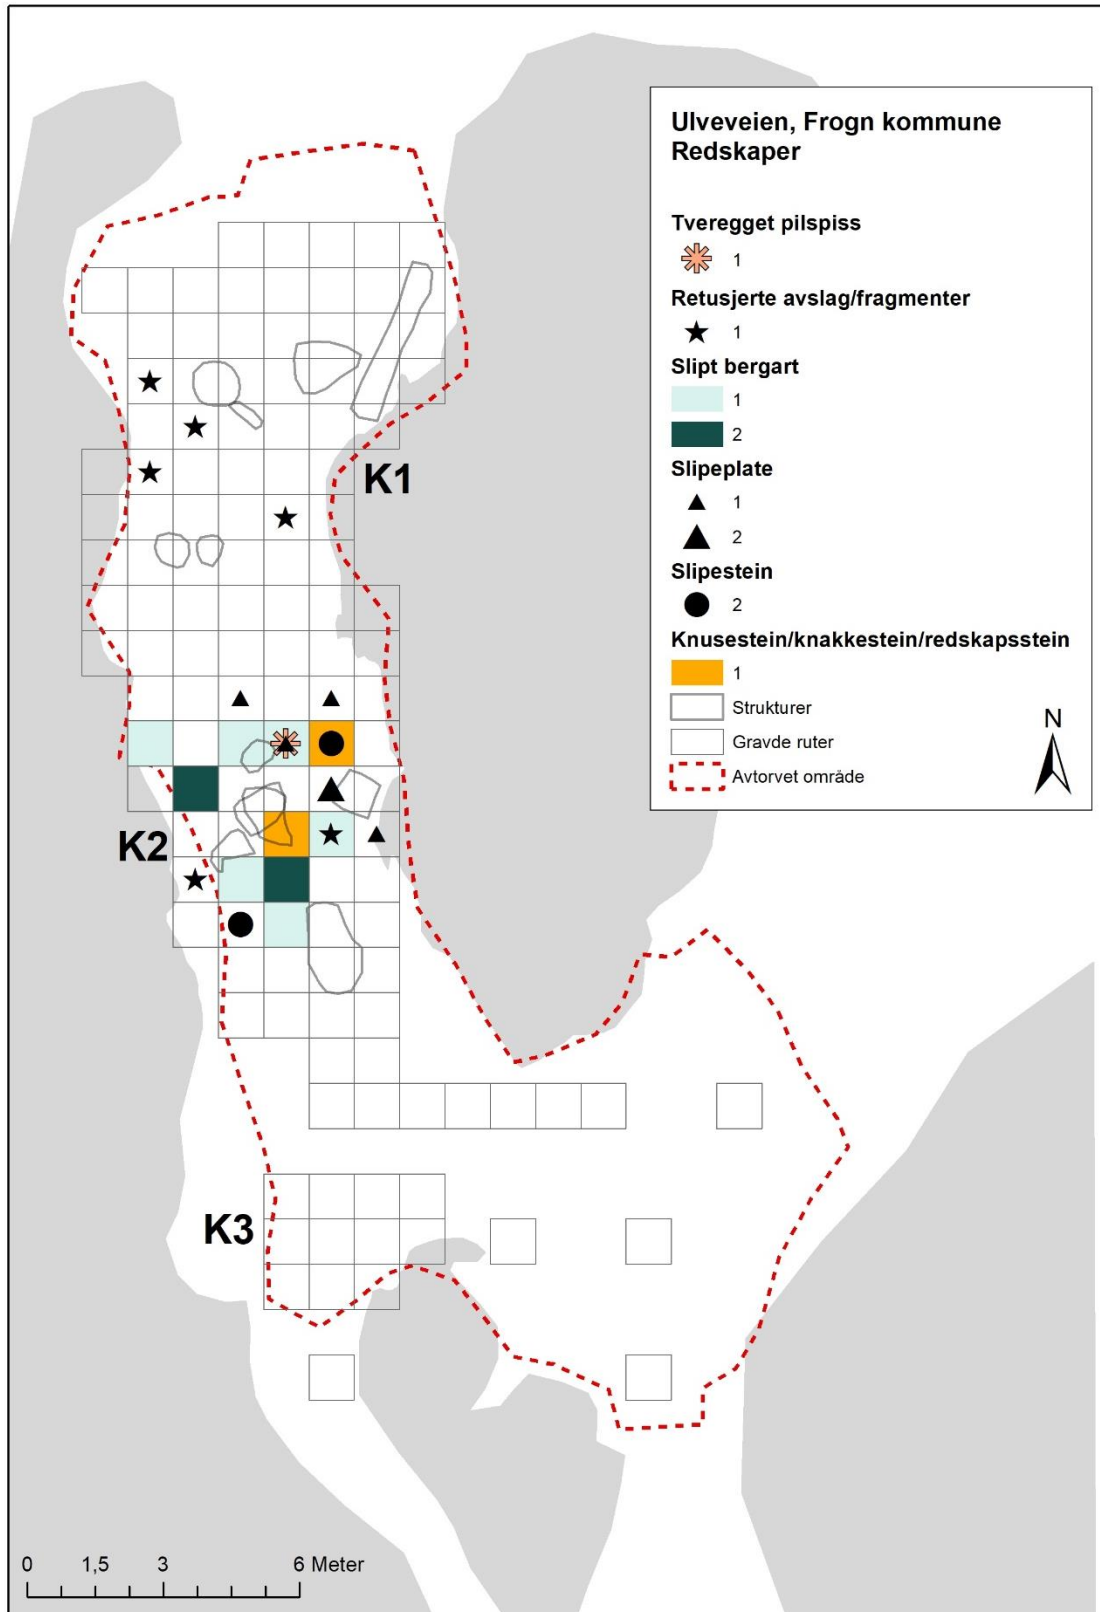 Ulveveien, Frogn kommune
Redskaper
Tveregget pilspiss
1
Retusjerte avslag/fragmenter
1
Slipt bergart
1
2
Slipeplate
1
2
Slipestein
2
Knusestein/knakkestein/redskapsstein
1
Strukturer
Gravde ruter
Avtorvet område
N
K1
K2
K3
0 1,5 3 6 Meter